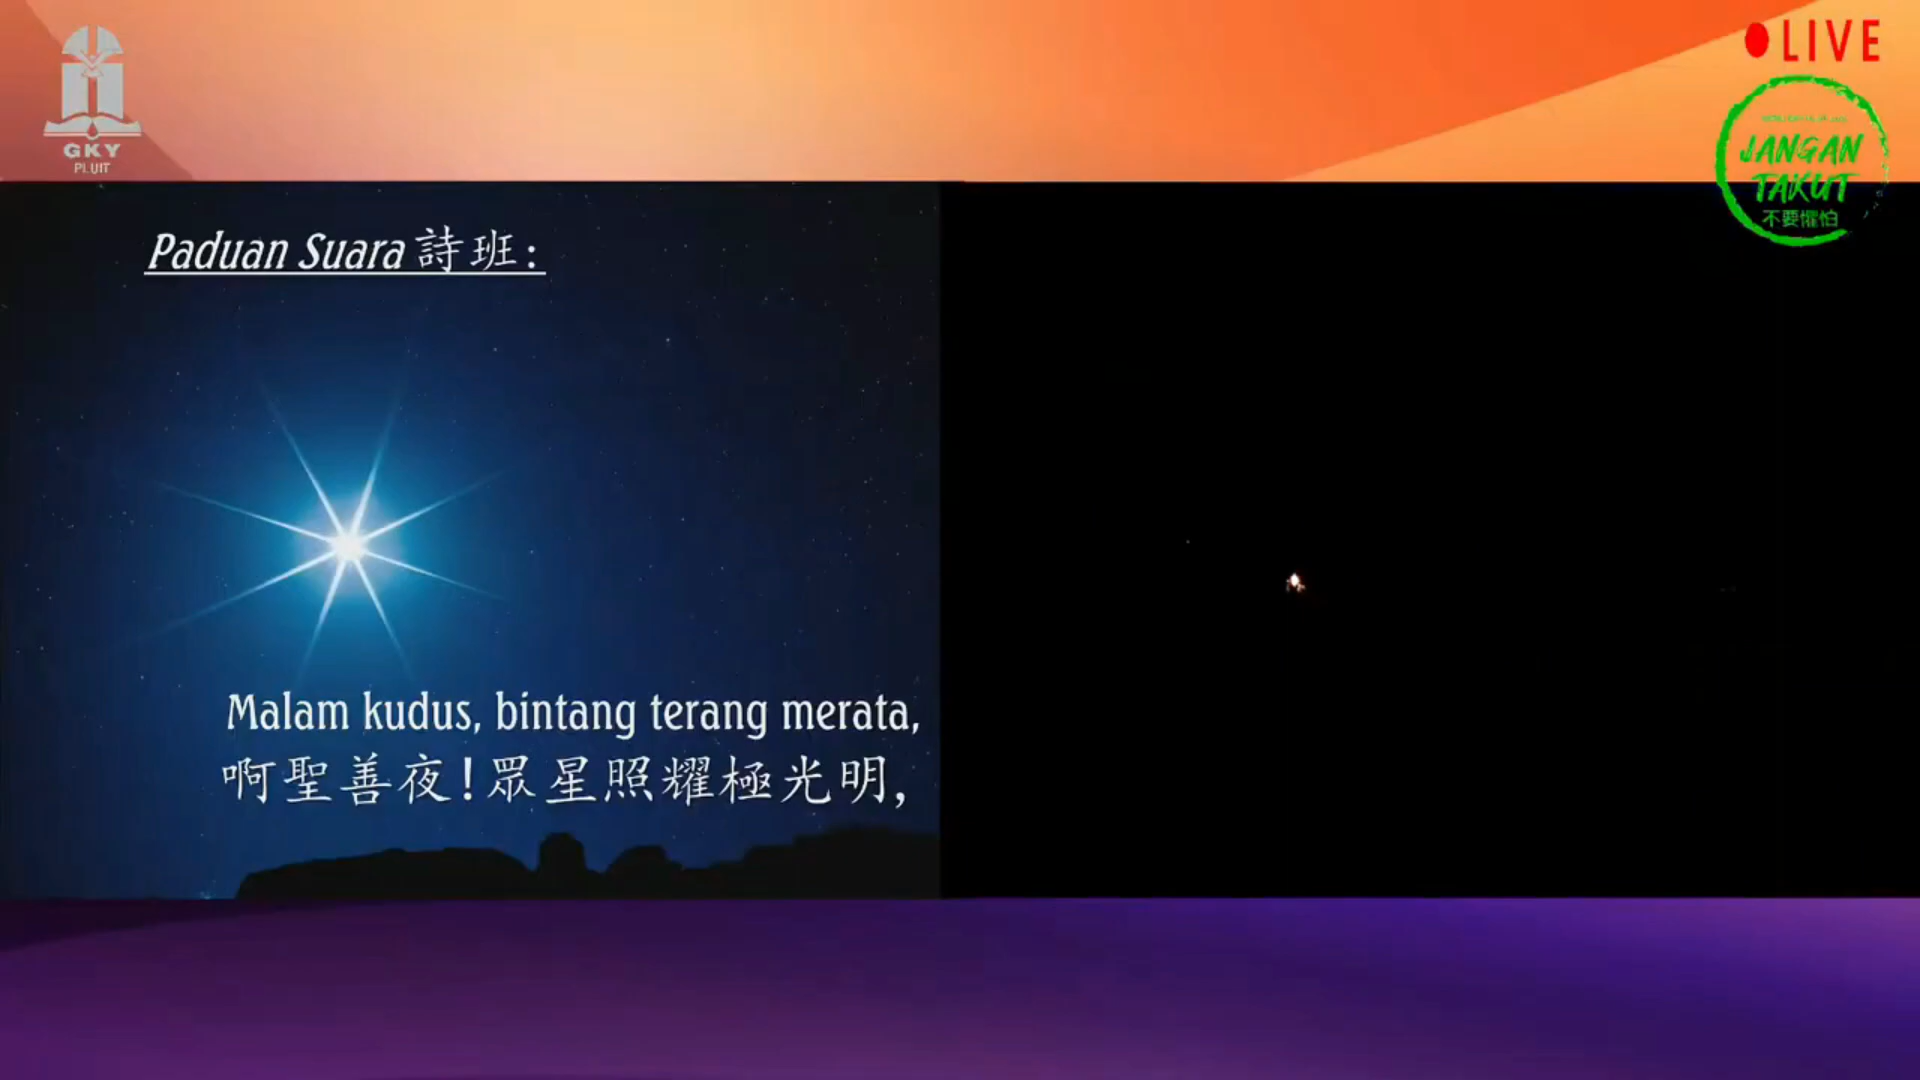 GKY
PLUIT
LIVE
JANGAN
TAKUT
不要懼怕
Paduan Suara 詩班:
Malam kudus, bintang terang merata,
啊聖善夜!眾星照耀極光明,